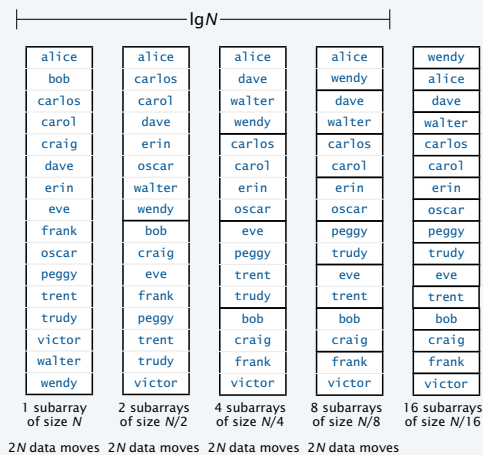 lgN
alice
bob
carlos
carol
craig
dave
erin
eve
frank
oscar
peggy
trent
trudy
victor
walter
wendy
1 subarray
of size N
2N data moves
alice
carlos
carol
dave
erin
oscar
walter
wendy
bob
craig
eve
frank
peggy
trent
trudy
victor
2 subarrays
of size N/2
2N data moves
alice
dave
walter
wendy
carlos
carol
erin
oscar
eve
peggy
trent
trudy
bob
craig
frank
victor
4 subarrays
of size N/4
2N data moves
alice
wendy
dave
walter
carlos
carol
erin
oscar
peggy
trudy
eve
trent
bob
craig
frank
victor
8 subarrays
of size N/8
2N data moves
wendy
alice
dave
walter
carlos
carol
erin
oscar
peggy
trudy
eve
trent
bob
craig
frank
victor
16 subarrays
of size N/16